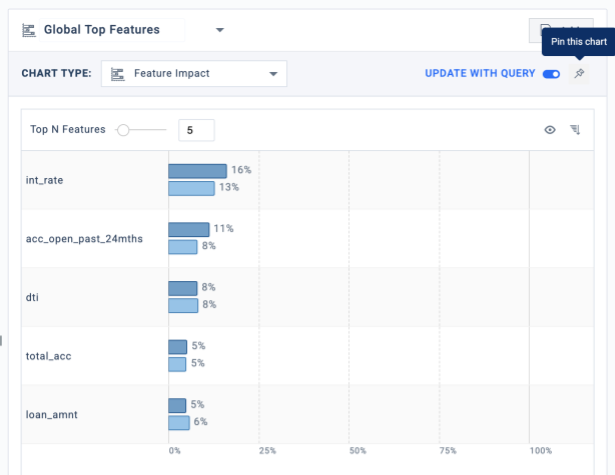 Global Top Features
Pin this chart
CHART TYPE:
Feature Impact
UPDATE WITH QUERY
Top N Features
5
int_rate
16%
13%
acc_open_past_24mths
11%
8%
dti
8%
8%
total_acc
5%
5%
loan_amnt
5%
6%
0%
25%
50%
75%
100%